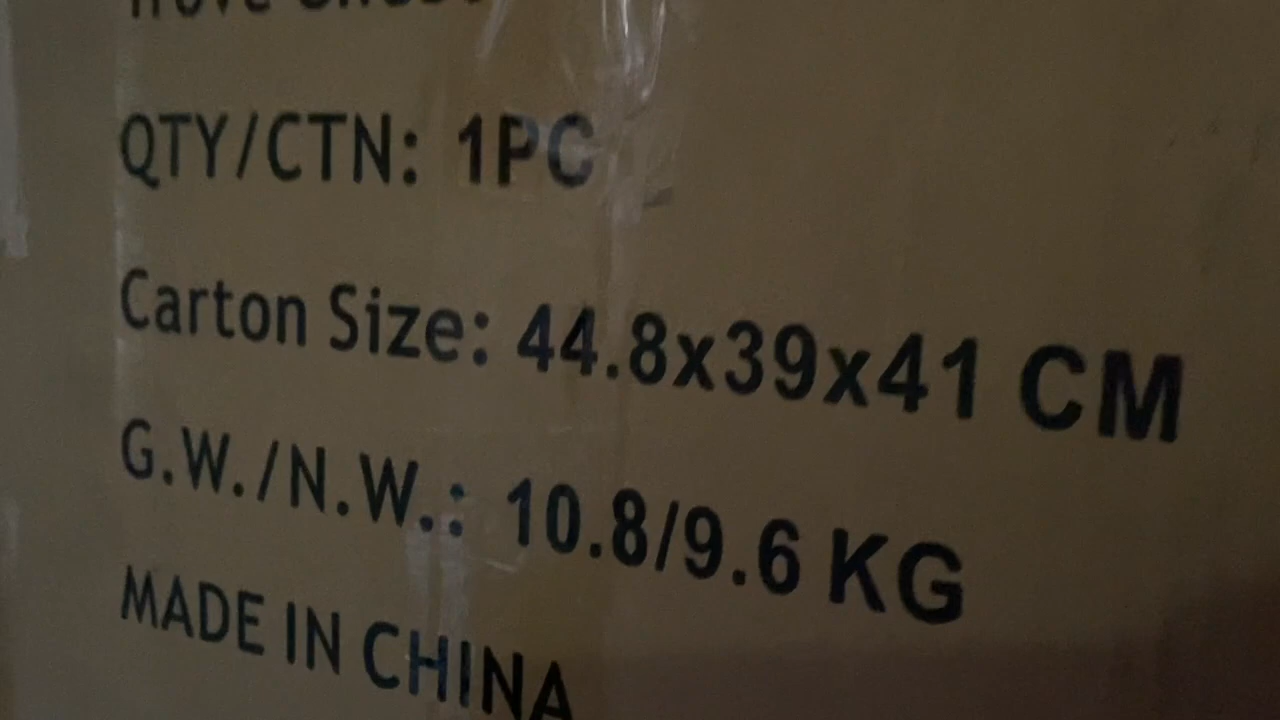 QTY/CTN: 1PC
Carton Size: 44.8x39x41 CM
G.W./N.W.: 10.8/9.6 KG
MADE IN CHINA